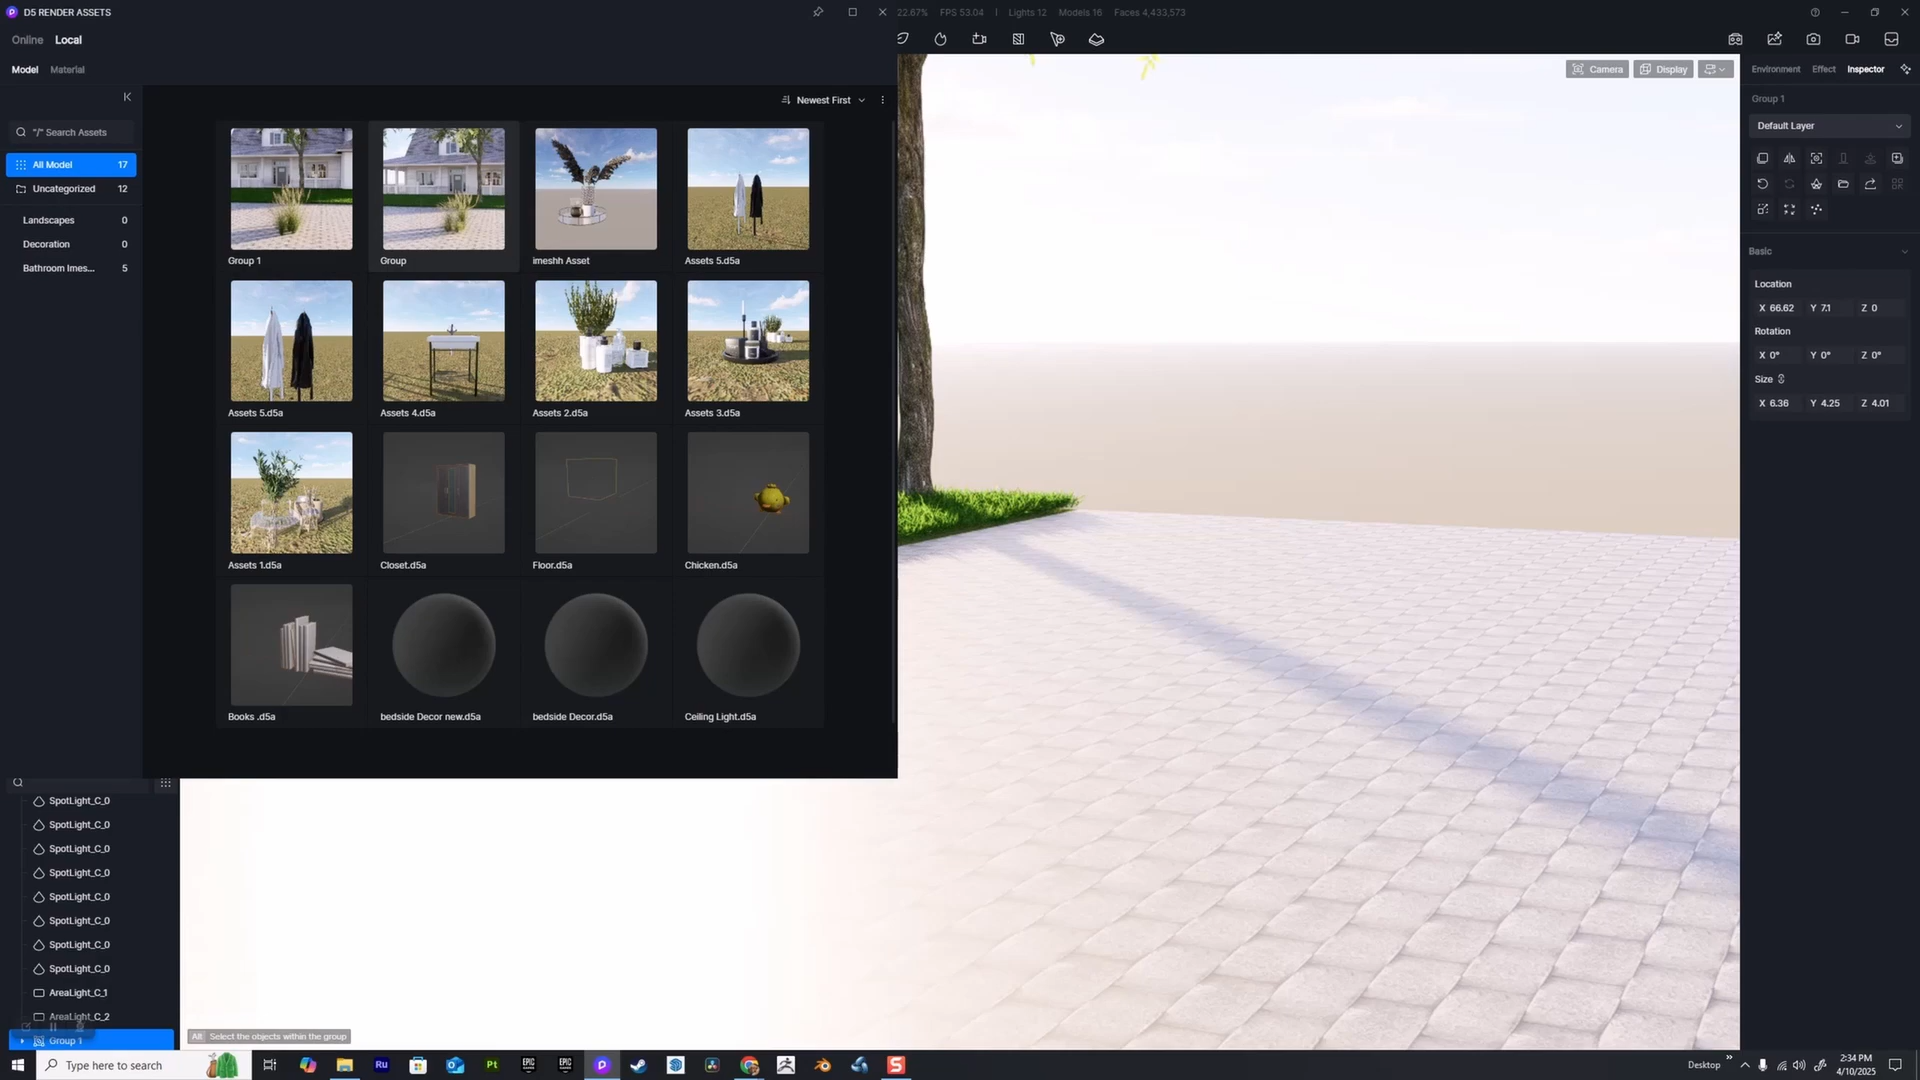 D5 RENDER ASSETS
22.67% FPS 53.04 | Lights 12 Models 16 Faces 4,433,573
Online Local
Model Material
Camera Display
Environment Effect Inspector
Newest First
Group 1
Default Layer
"/" Search Assets
All Model 17
Uncategorized 12
Landscapes 0
Decoration 0
Bathroom Imes... 5
Group 1 Group imeshh Asset Assets 5.d5a
Assets 5.d5a Assets 4.d5a Assets 2.d5a Assets 3.d5a
Assets 1.d5a Closet.d5a Floor.d5a Chicken.d5a
Books .d5a bedside Decor new.d5a bedside Decor.d5a Ceiling Light.d5a
Basic
Location
X 66.62 Y 7.1 Z 0
Rotation
X 0° Y 0° Z 0°
Size
X 6.36 Y 4.25 Z 4.01
SpotLight_C_0
SpotLight_C_0
SpotLight_C_0
SpotLight_C_0
SpotLight_C_0
SpotLight_C_0
SpotLight_C_0
SpotLight_C_0
AreaLight_C_1
AreaLight_C_2
Group 1
Alt Select the objects within the group
Type here to search
Ru
Pt
EPIC GAMES
EPIC GAMES
S
Desktop
2:34 PM
4/10/2025